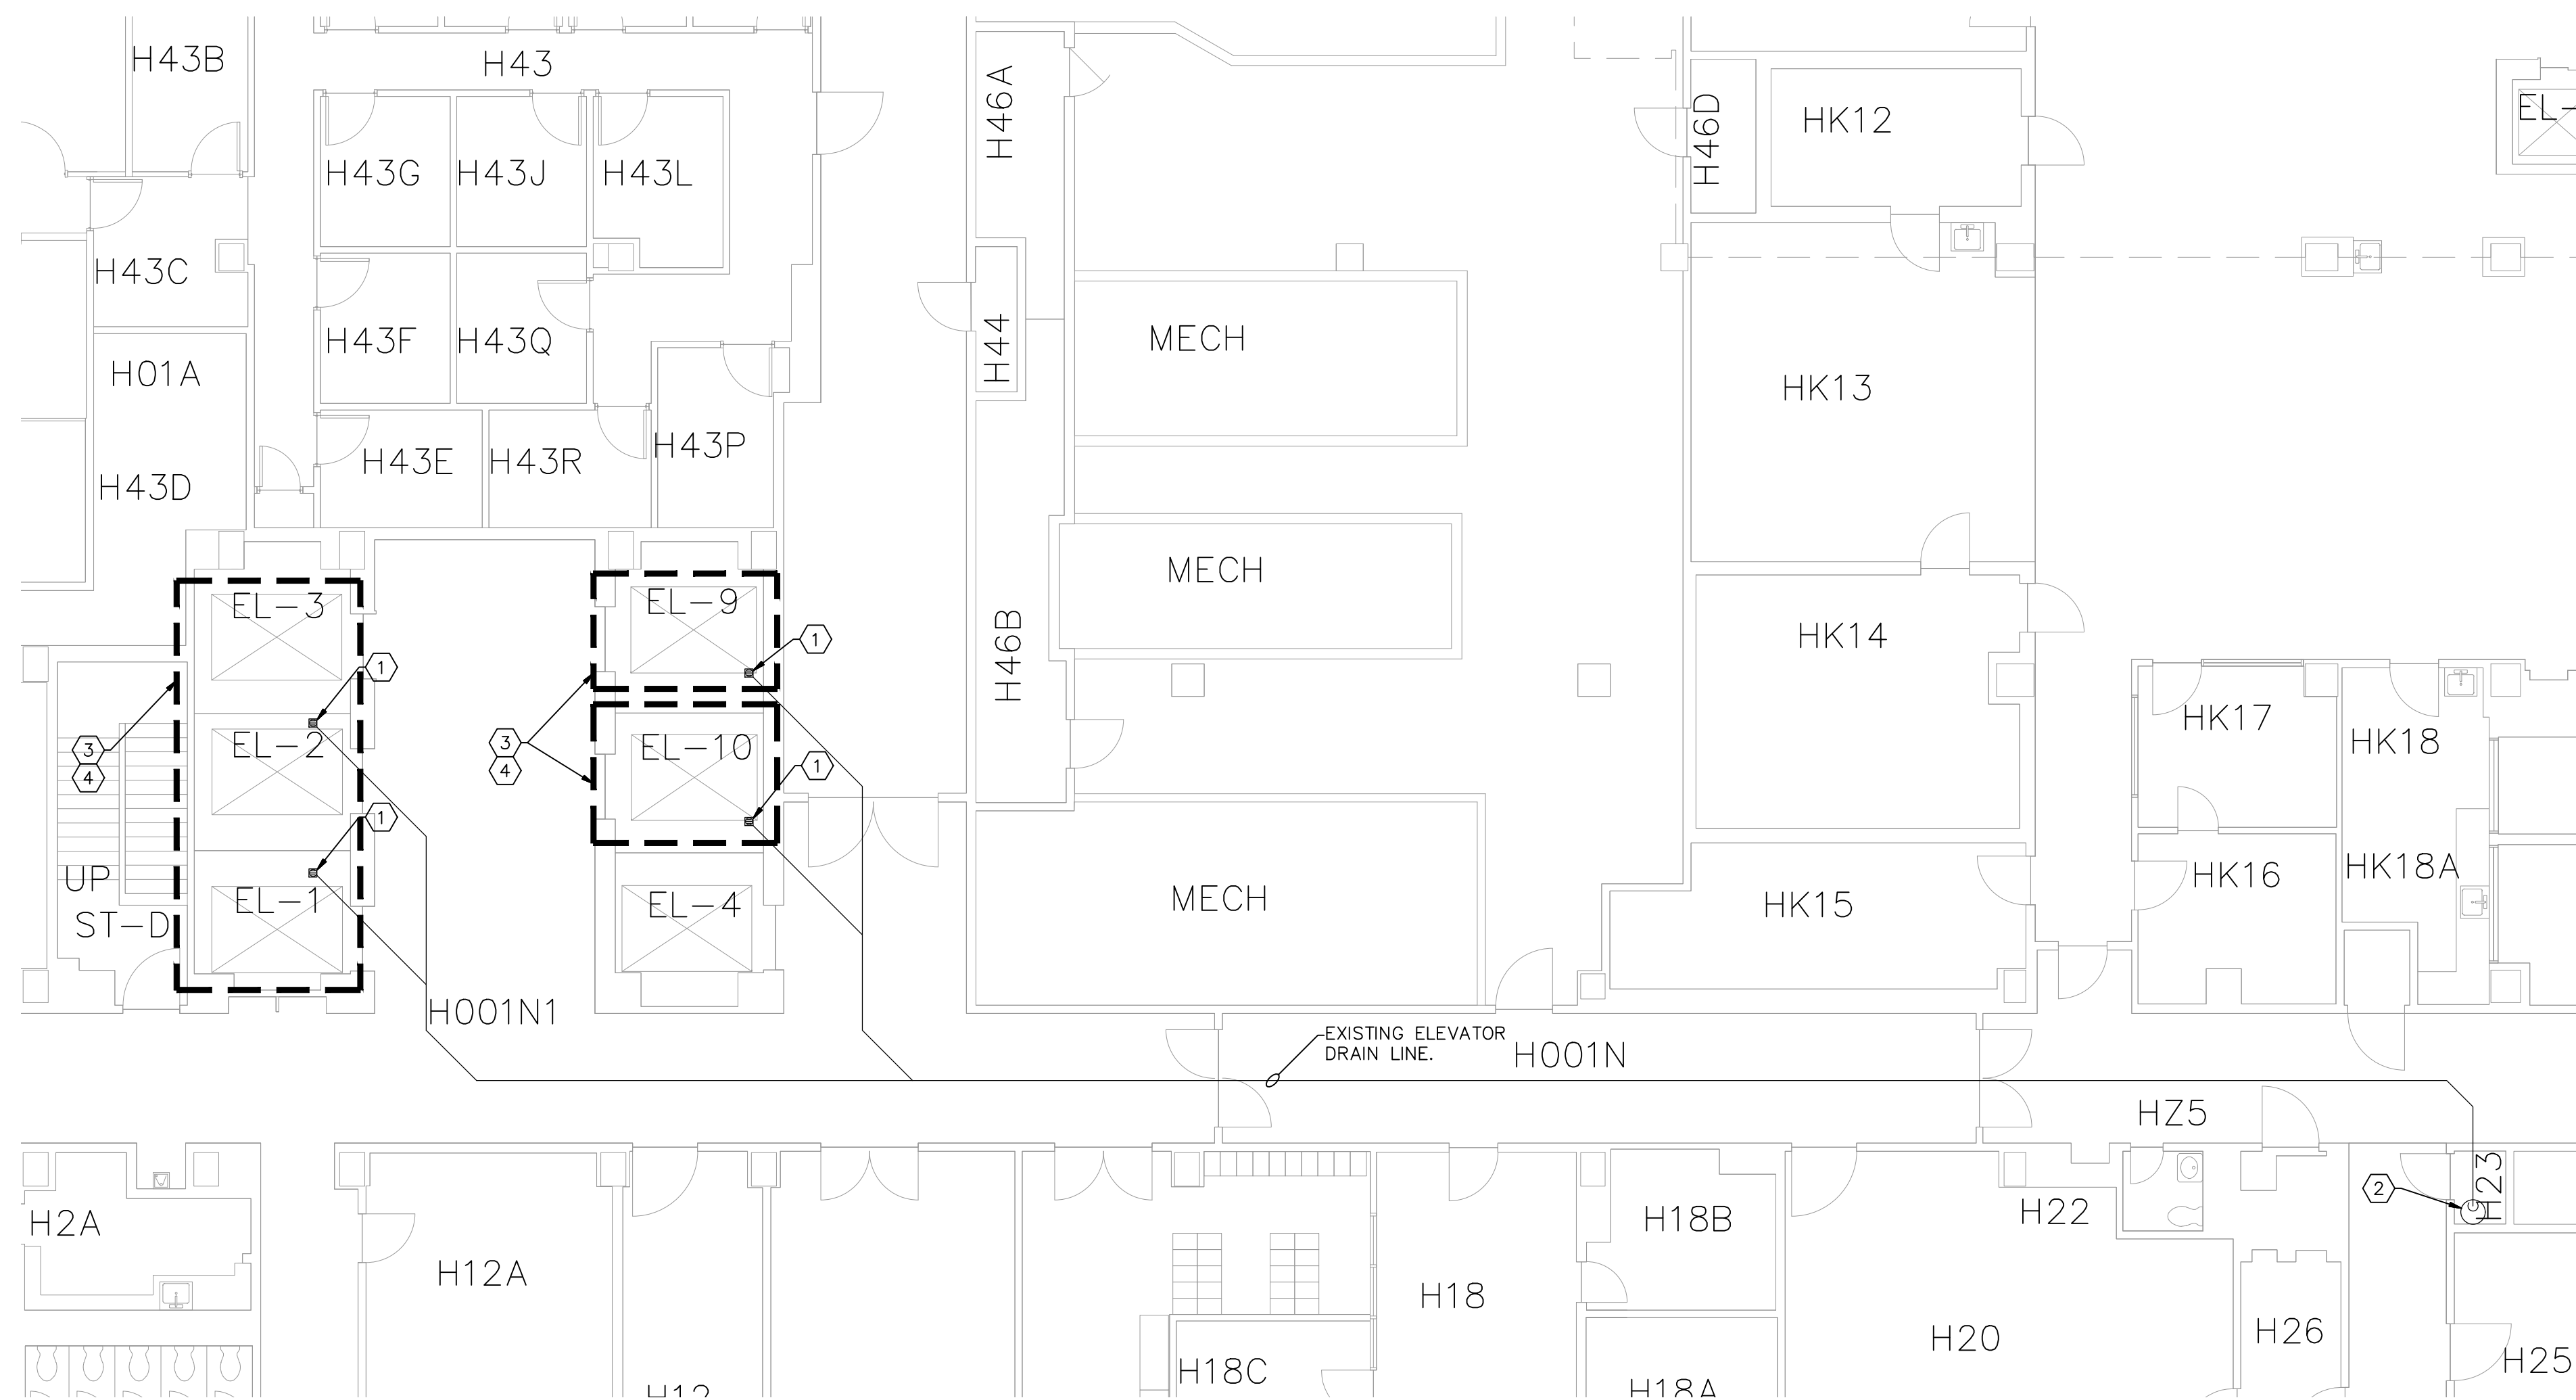 H43B
H43
H46A
H46D
HK12
EL-
H43G
H43J
H43L
H43C
H43F
H43Q
H44
MECH
H01A
HK13
H43E
H43R
H43P
H43D
MECH
EL-3
EL-9
1
1
H46B
HK14
HK17
3
4
EL-2
3
4
EL-10
1
HK18
1
UP
ST-D
EL-1
EL-4
MECH
HK15
HK16
HK18A
H001N1
EXISTING ELEVATOR
DRAIN LINE.
H001N
HZ5
H2A
H12A
H18B
H22
2
H23
H18
H20
H26
H25
H18C
H12
H18A